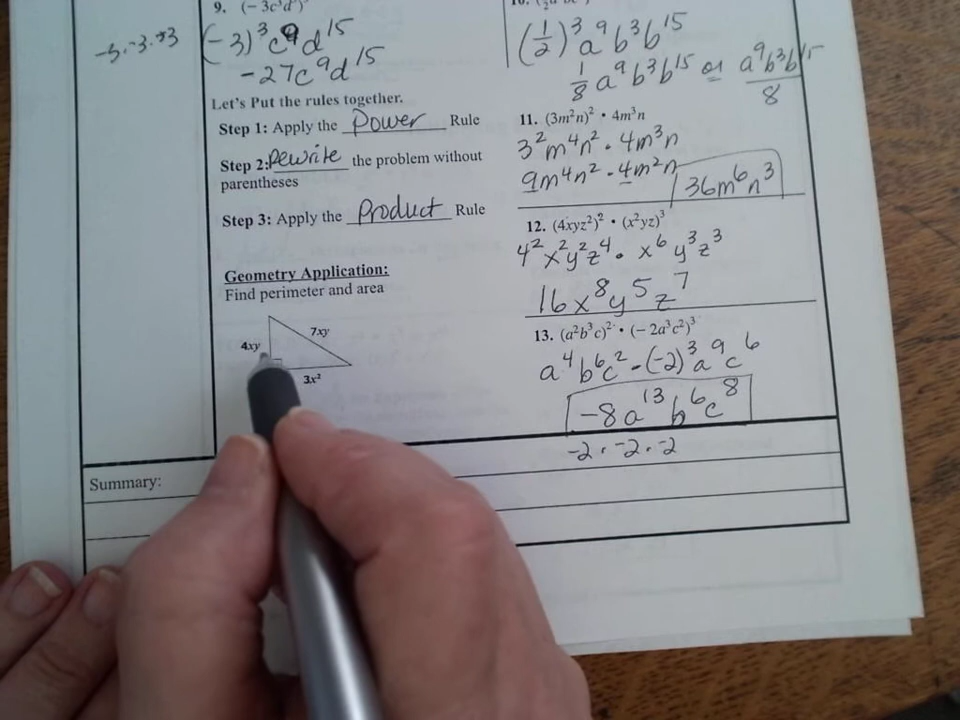 9. (-3c³d⁵)³
-3·-3·-3
(-3)³c⁹d¹⁵
-27c⁹d¹⁵
Let's Put the rules together.
Step 1: Apply the Power Rule
Step 2: Rewrite the problem without
parentheses
Step 3: Apply the Product Rule
Geometry Application:
Find perimeter and area
7xy
4xy
3x²
Summary:
10.
(1/2)³a⁹b³b¹⁵
1/8 a⁹b³b¹⁵ or a⁹b³b¹⁵/8
11. (3m²n)² · 4m³n
3²m⁴n² · 4m³n
9m⁴n² · 4m²n
36m⁶n³
12. (4xyz²)² · (x²yz)³
4²x²y²z⁴ · x⁶y³z³
16x⁸y⁵z⁷
13. (a²b³c)² · (-2a³c²)³
a⁴b⁶c² · (-2)³a⁹c⁶
-8a¹³b⁶c⁸
-2·-2·-2